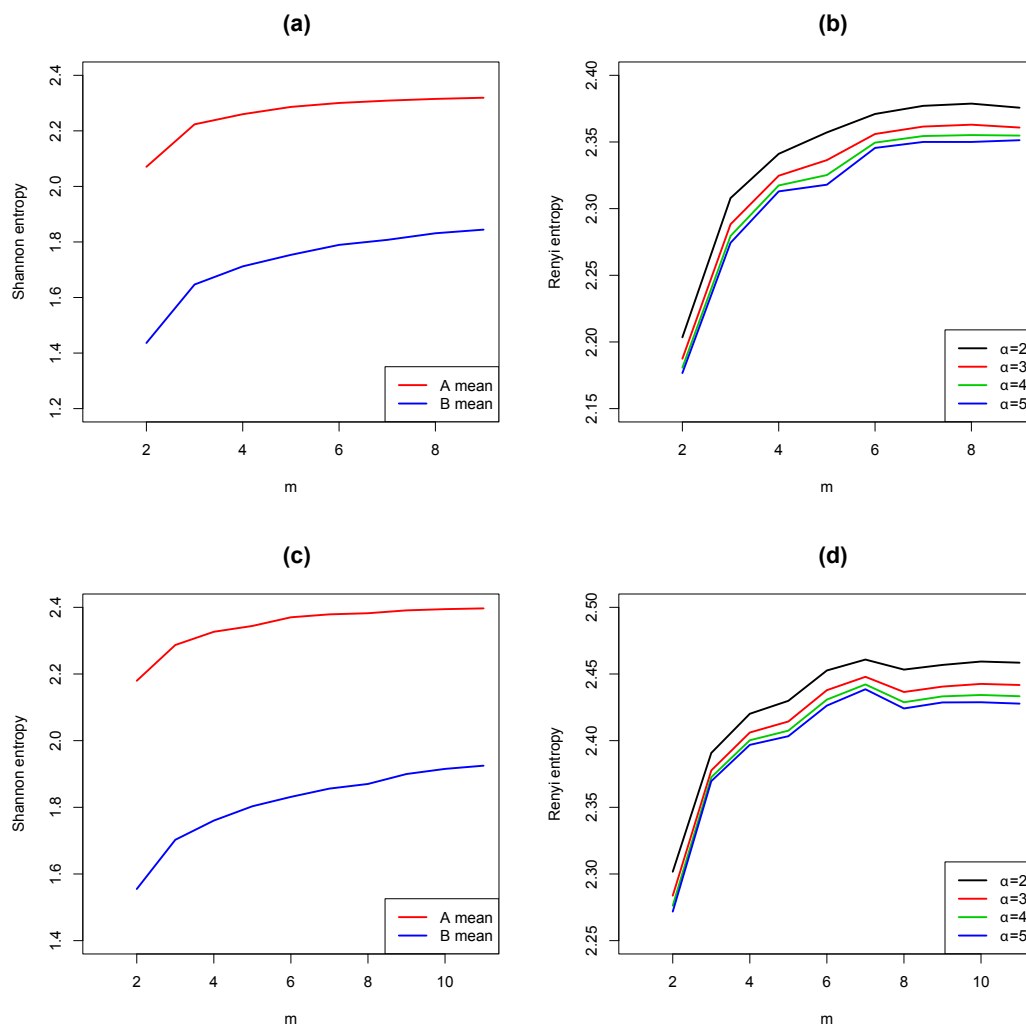 (a)
Shannon entropy
2.4
2.2
2.0
1.8
1.6
1.4
1.2
2 4 6 8
m
A mean
B mean
(b)
Renyi entropy
2.40
2.35
2.30
2.25
2.20
2.15
2 4 6 8
m
α=2
α=3
α=4
α=5
(c)
Shannon entropy
2.4
2.2
2.0
1.8
1.6
1.4
2 4 6 8 10
m
A mean
B mean
(d)
Renyi entropy
2.50
2.45
2.40
2.35
2.30
2.25
2 4 6 8 10
m
α=2
α=3
α=4
α=5